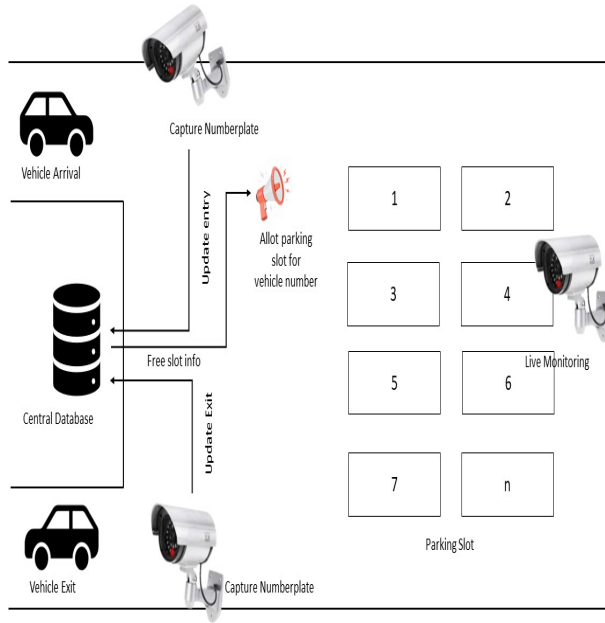 Capture Numberplate
Vehicle Arrival
Update entry
Allot parking
slot for
vehicle number
1
2
3
4
Free slot info
Live Monitoring
Central Database
5
6
Update Exit
7
n
Parking Slot
Vehicle Exit
Capture Numberplate